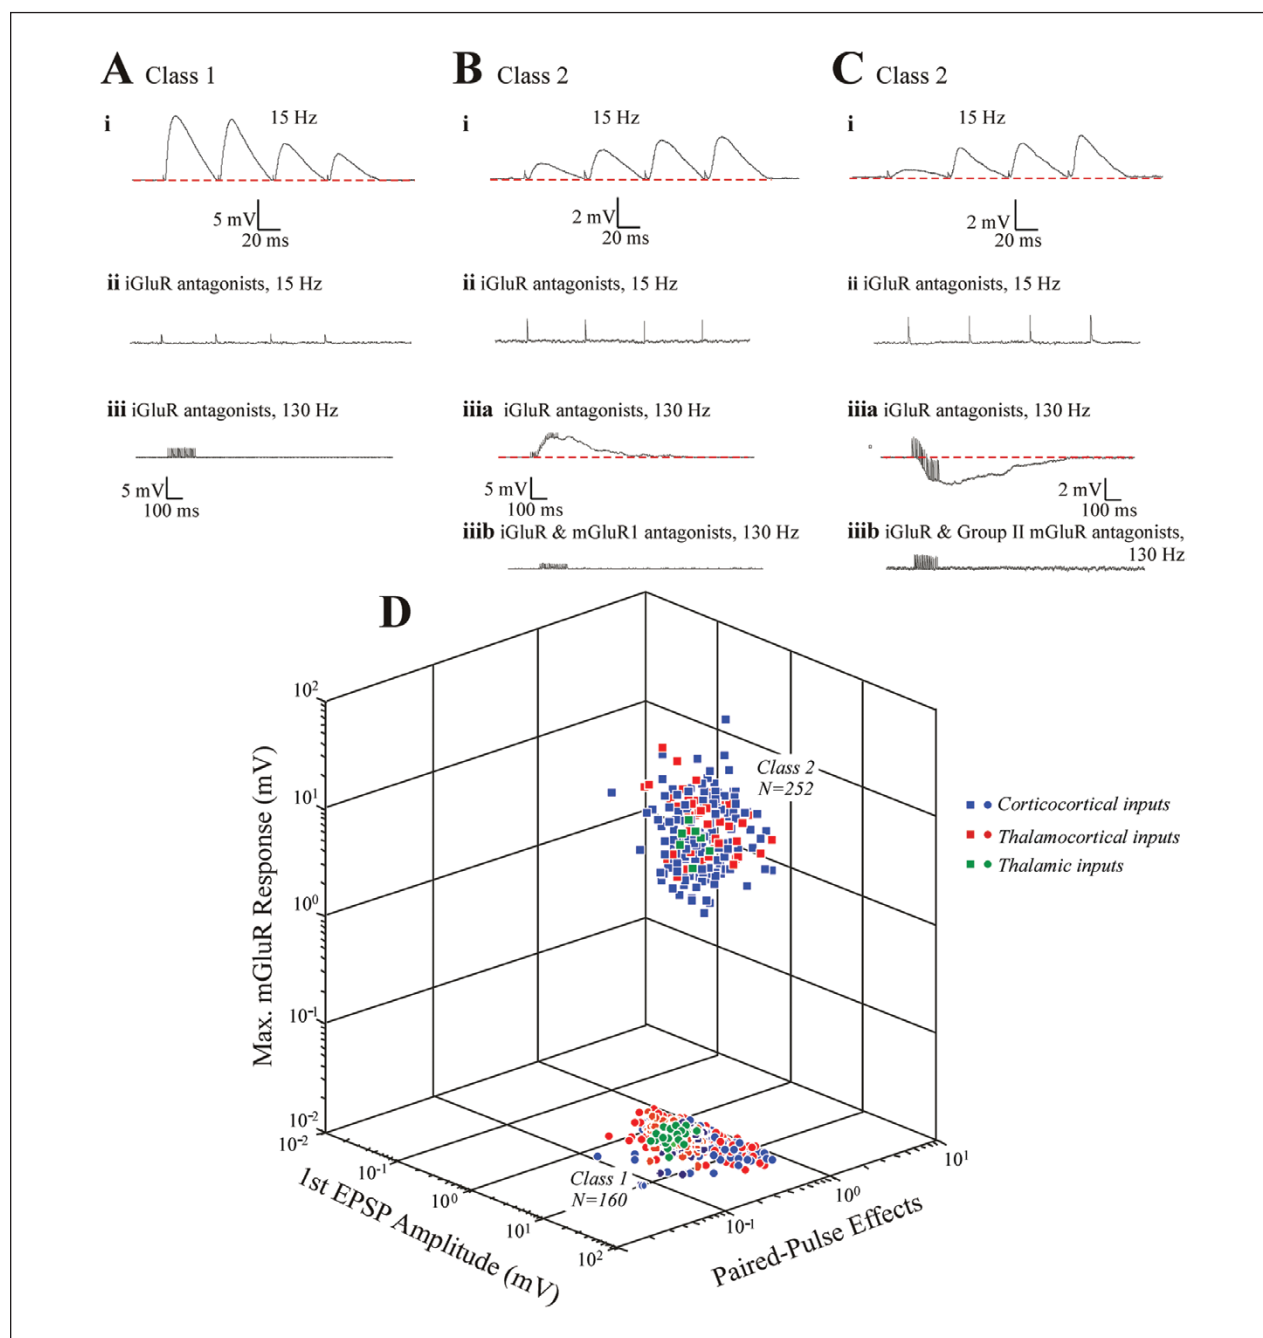 A Class 1
i 15 Hz
5 mV
20 ms
ii iGluR antagonists, 15 Hz
iii iGluR antagonists, 130 Hz
5 mV
100 ms
B Class 2
i 15 Hz
2 mV
20 ms
ii iGluR antagonists, 15 Hz
iiia iGluR antagonists, 130 Hz
5 mV
100 ms
iiib iGluR & mGluR1 antagonists, 130 Hz
C Class 2
i 15 Hz
2 mV
20 ms
ii iGluR antagonists, 15 Hz
iiia iGluR antagonists, 130 Hz
2 mV
100 ms
iiib iGluR & Group II mGluR antagonists,
130 Hz
D
Max. mGluR Response (mV)
10²
10¹
10⁰
10⁻¹
10⁻²
1st EPSP Amplitude (mV)
10⁻²
10⁻¹
10⁰
10¹
10²
Paired-Pulse Effects
10⁻¹
10⁰
10¹
Class 2
N=252
Class 1
N=160
Corticocortical inputs
Thalamocortical inputs
Thalamic inputs